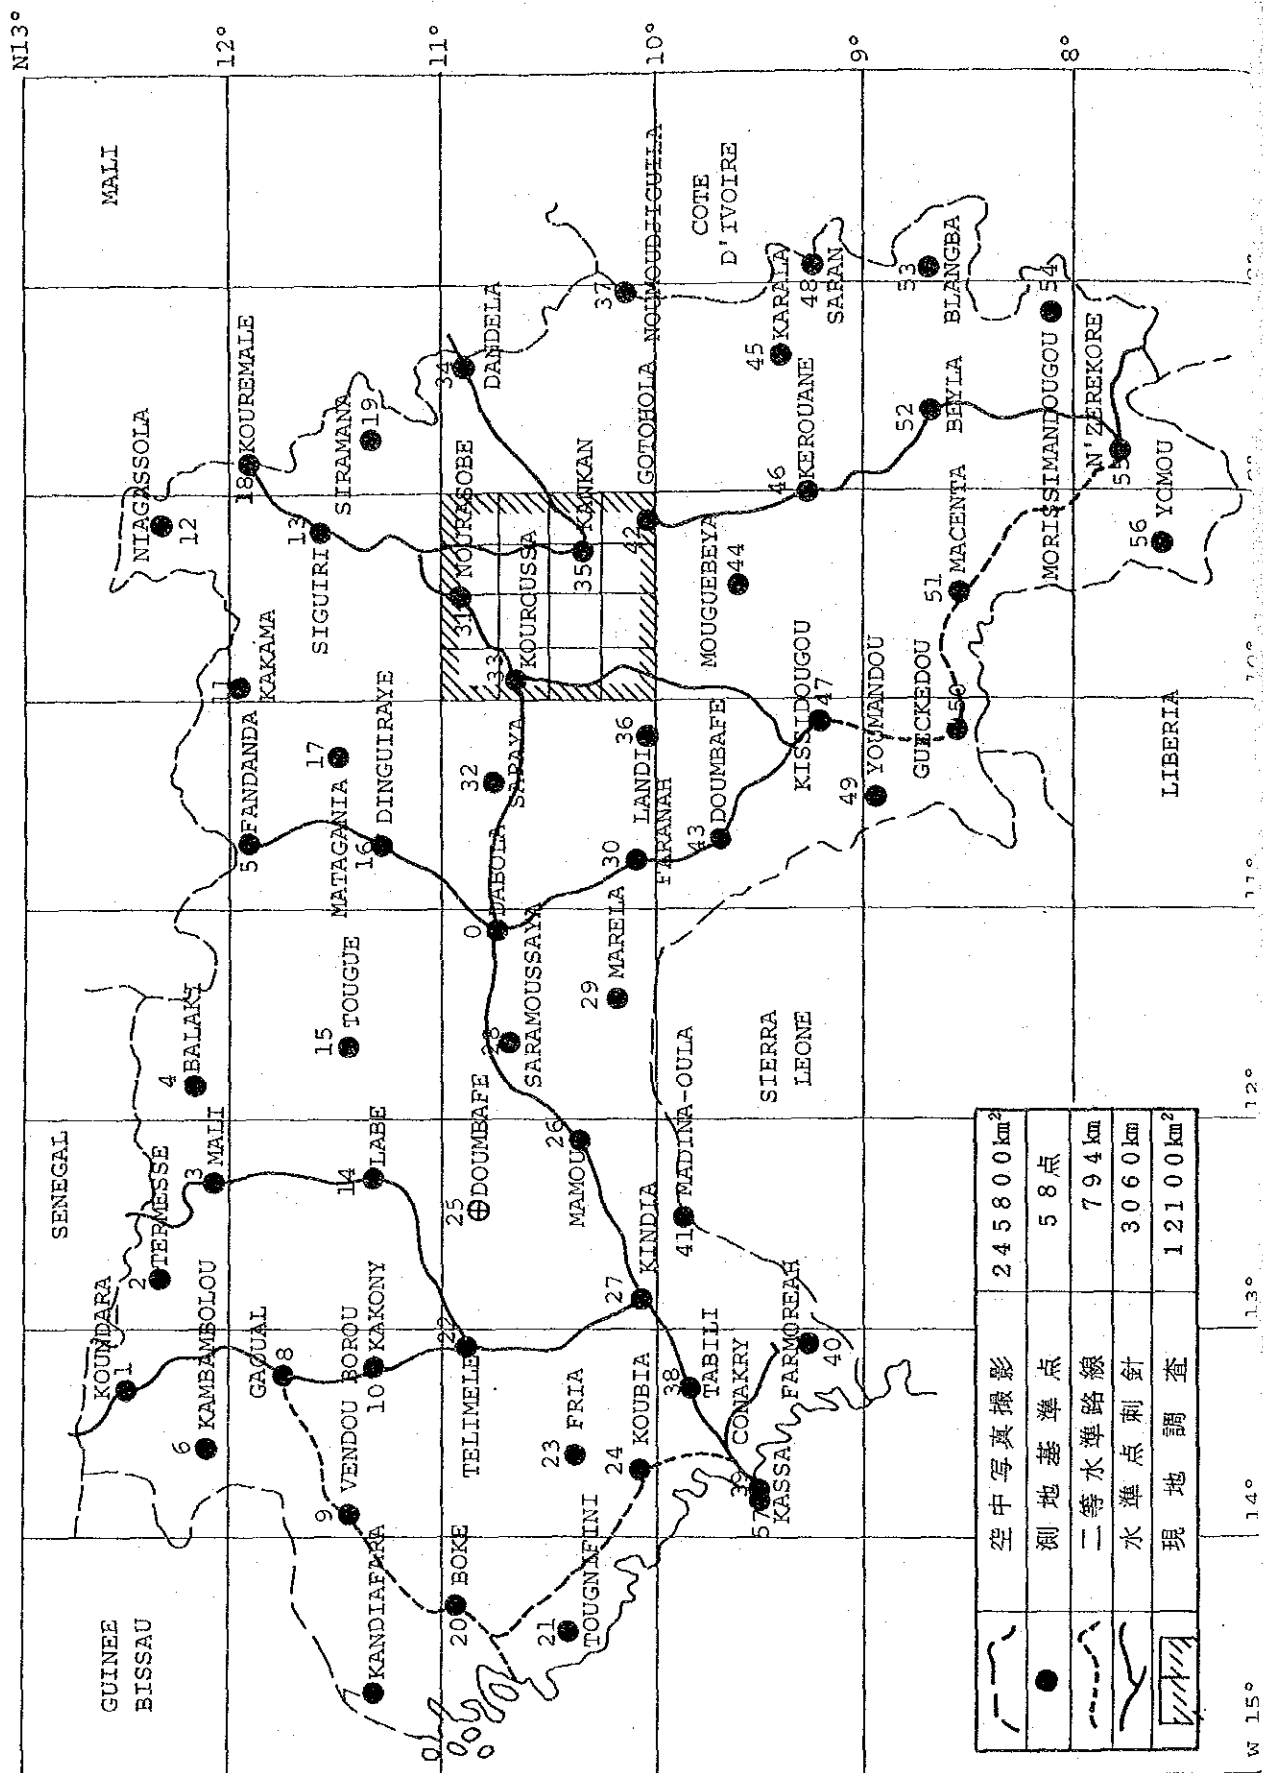 N13°
12°
11°
10°
9°
8°
SENEGAL
MALI
GUINEE
BISSAU
KOUNDARA
1
2 TERMESSE
3 MALI
4 BALAKI
5 FANDANDA
6 KAMBAMBOLOU
GAOUAL
8
9 VENDOU BOROU
10 KAKONY
11
KAKAMA
NIAGASSOLA
12
13
SIGUIRI
14 LABE
15
TOUGUE
16
DINGUIRAYE
17
MATAGANIA
18 KOUREMALE
SIRAMANA
19
KANDIAFARA
20 BOKE
21
TOUGNIFINI
22
TELIMELE
23 FRIA
24
KOUBIA
25
DOUMBAFE
26
MAMOU
27
KINDIA
28
SARAMOUSSAYA
0
DABOLA
29
MARELA
30
FARANAH
31 NOURASOBE
32
SARAYA
33 KOUROUSSA
34
DANDELA
35 KANKAN
LANDI
36
37
NOUMOUDJIGUILA
38
TABILI
39 CONAKRY
40
FARMOREAH
41 MADINA-OULA
42
GOTOHOLA
43
DOUMBAFE
44
MOUGUEBEYA
45
KARALA
46
KEROUANE
47
KISSIDOUGOU
48
SARAN
49
YOUMANDOU
50
GUECKEDOU
51
MACENTA
52
BEYLA
53
BLANGBA
54
MORISSIMANDOUGOU
55
N'ZEREKORE
56
YOMOU
57
KASSA
COTE
D'IVOIRE
SIERRA
LEONE
LIBERIA
空中写真撮影 245800km²
測地基準点 58点
二等水準路線 794km
水準点刺針 3060km
現地調査 12100km²
W 15°
14°
13°
12°
11°
10°